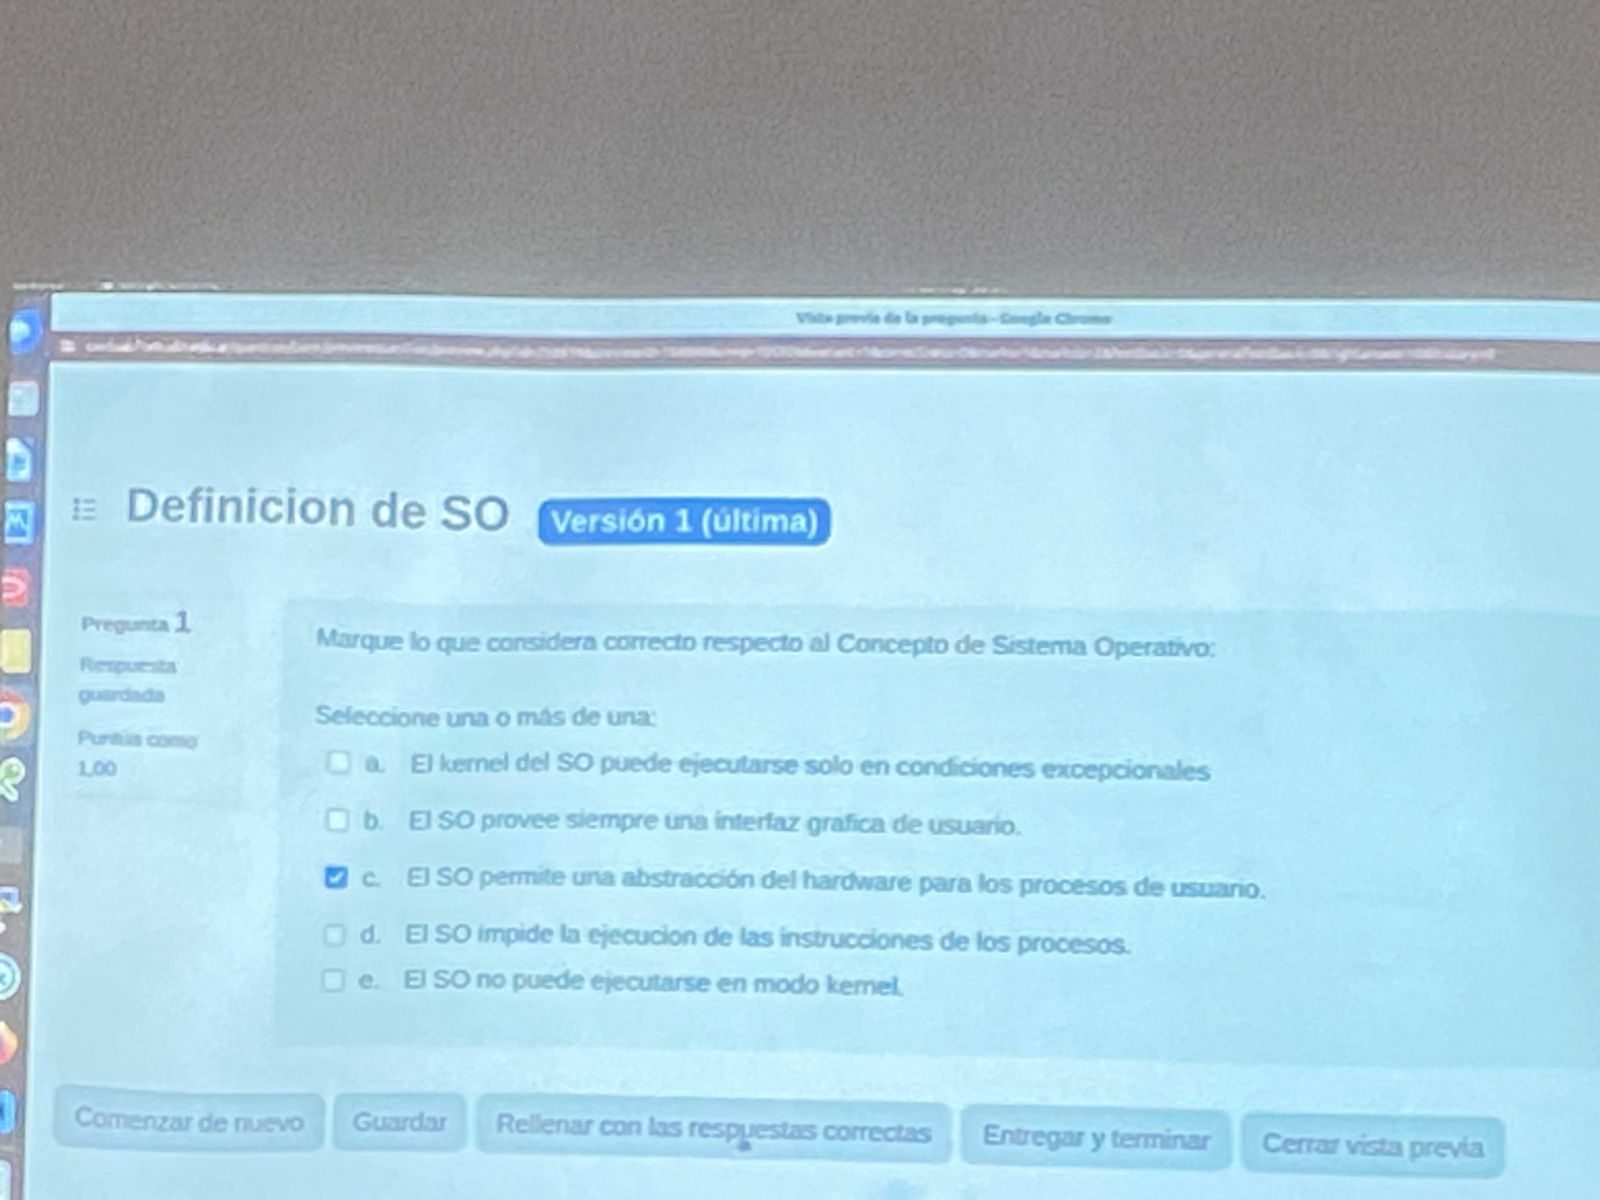 Vista previa de la pregunta - Google Chrome
Definicion de SO Versión 1 (última)
Pregunta 1
Respuesta
guardada
Puntúa como
1,00
Marque lo que considera correcto respecto al Concepto de Sistema Operativo:
Seleccione una o más de una:
a. El kernel del SO puede ejecutarse solo en condiciones excepcionales
b. El SO provee siempre una interfaz grafica de usuario.
c. El SO permite una abstracción del hardware para los procesos de usuario.
d. El SO impide la ejecucion de las instrucciones de los procesos.
e. El SO no puede ejecutarse en modo kernel.
Comenzar de nuevo Guardar Rellenar con las respuestas correctas Entregar y terminar Cerrar vista previa